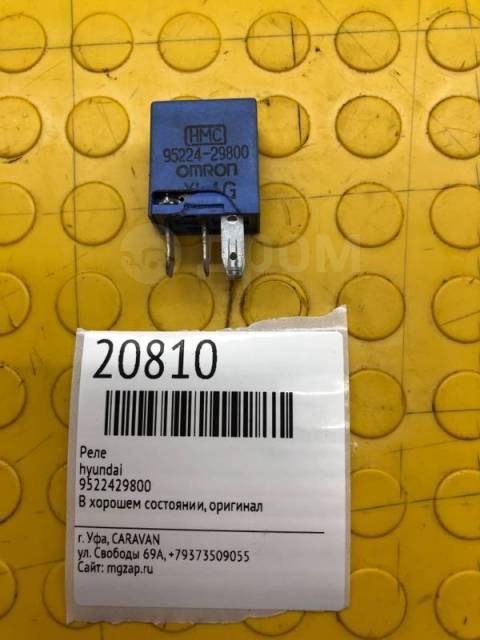 HMC
95224-29800
OMRON
20810
Реле
hyundai
9522429800
В хорошем состоянии, оригинал
г. Уфа, CARAVAN
ул. Свободы 69А, +79373509055
Сайт: mgzap.ru